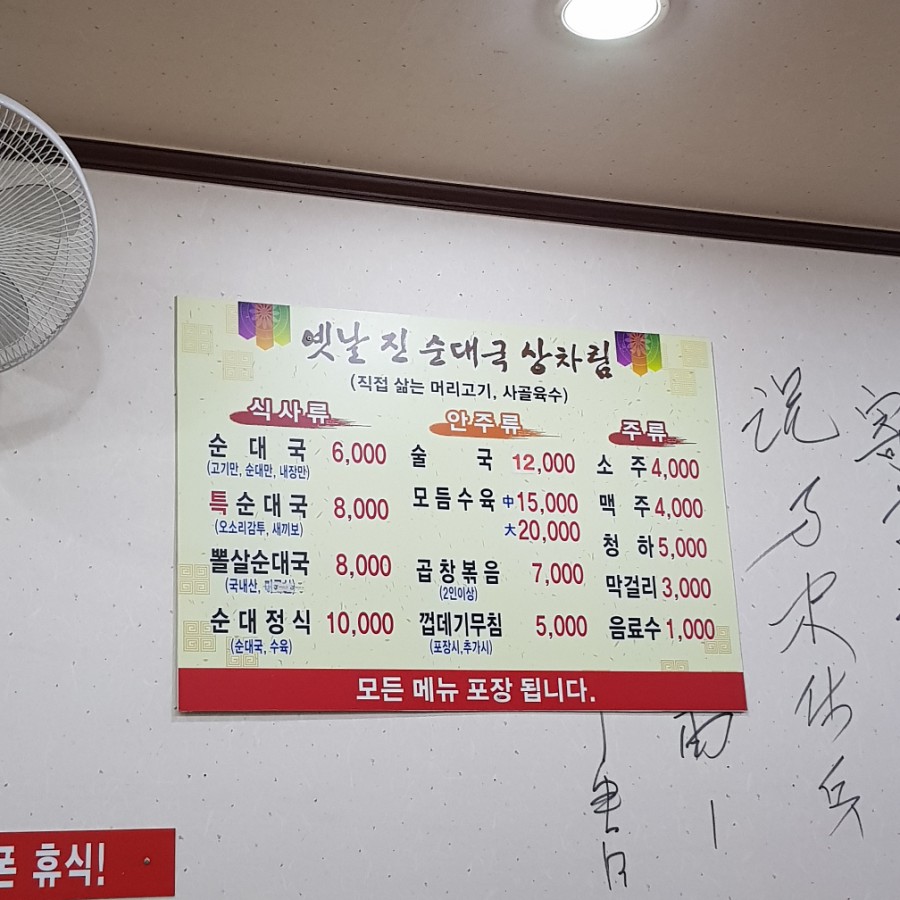 옛날 진 순대국 상차림
(직접 삶는 머리고기, 사골육수)
식사류
순대국 6,000
(고기만, 순대만, 내장만)
특순대국 8,000
(오소리감투, 새끼보)
뽈살순대국 8,000
(국내산,
순대정식 10,000
(순대국, 수육)
안주류
술국 12,000
모듬수육 中 15,000
大 20,000
곱창볶음 7,000
(2인이상)
껍데기무침 5,000
(포장시,추가시)
주류
소주 4,000
맥주 4,000
청하 5,000
막걸리 3,000
음료수 1,000
모든 메뉴 포장 됩니다.
휴식!